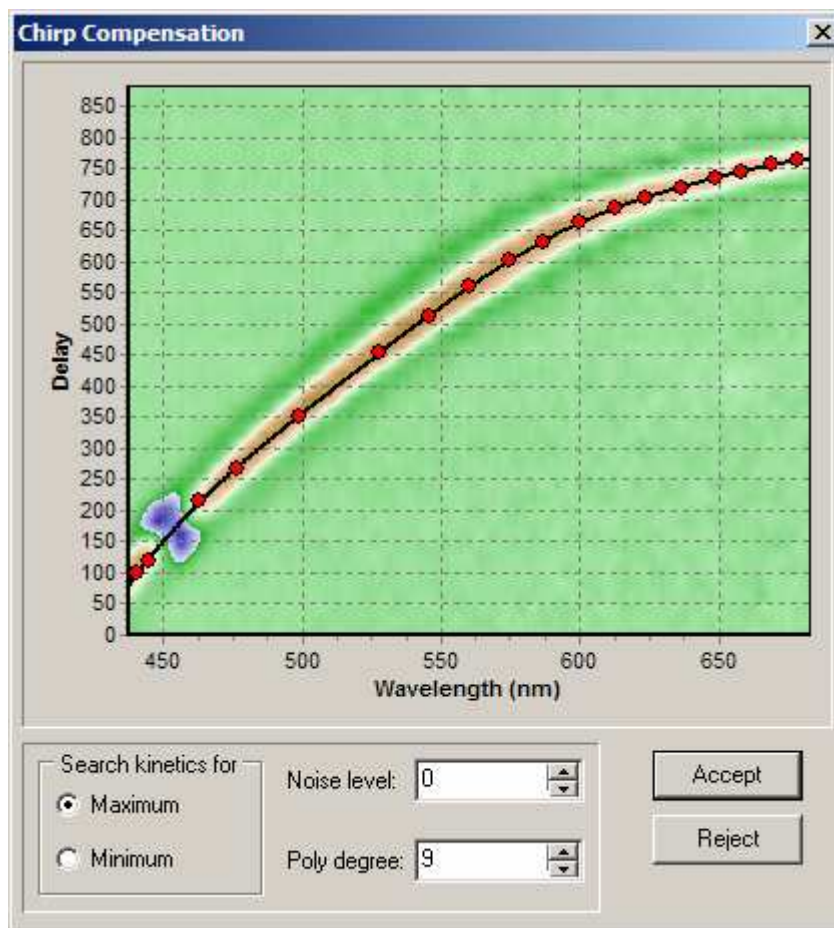 Chirp Compensation
850
800
750
700
650
600
550
500
450
400
350
300
250
200
150
100
50
0
Delay
450 500 550 600 650
Wavelength (nm)
Search kinetics for
Maximum
Minimum
Noise level: 0
Poly degree: 9
Accept
Reject